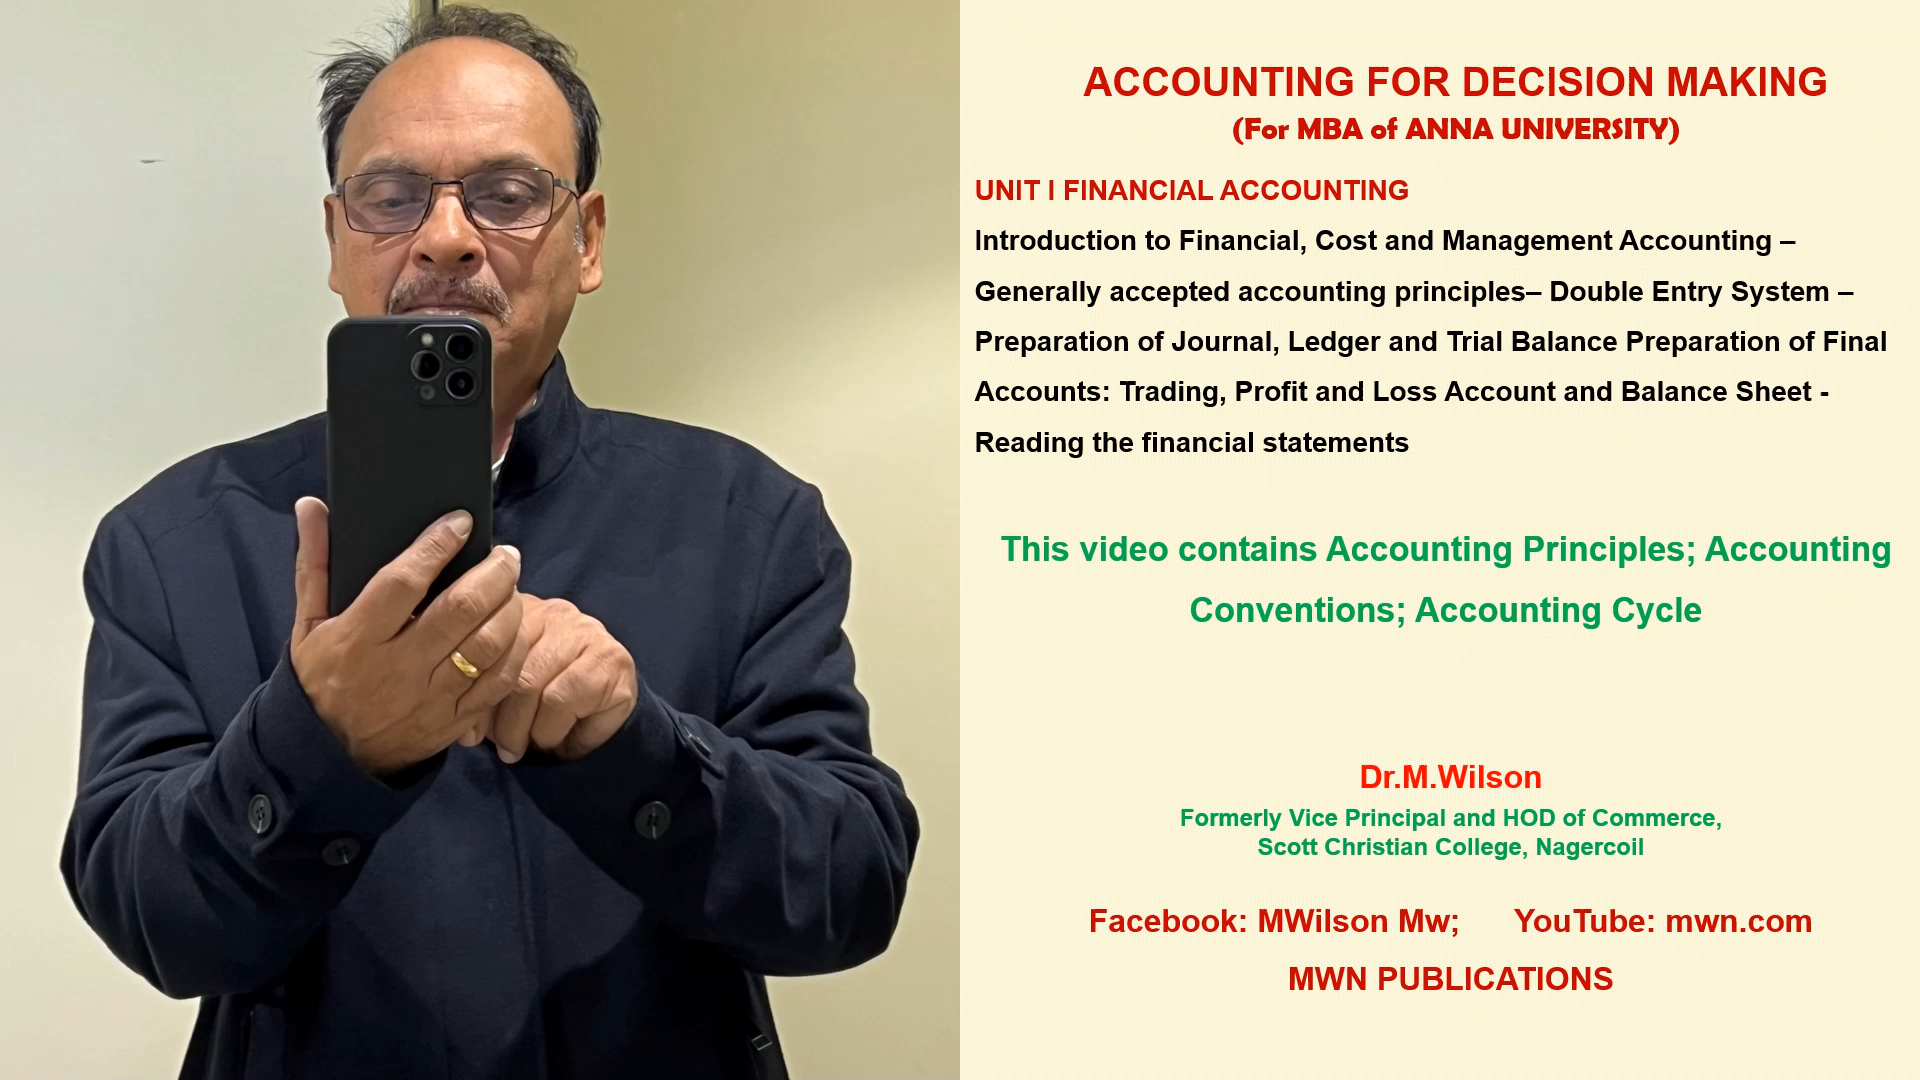 ACCOUNTING FOR DECISION MAKING
(For MBA of ANNA UNIVERSITY)
UNIT I FINANCIAL ACCOUNTING
Introduction to Financial, Cost and Management Accounting –
Generally accepted accounting principles– Double Entry System –
Preparation of Journal, Ledger and Trial Balance Preparation of Final
Accounts: Trading, Profit and Loss Account and Balance Sheet -
Reading the financial statements
This video contains Accounting Principles; Accounting
Conventions; Accounting Cycle
Dr.M.Wilson
Formerly Vice Principal and HOD of Commerce,
Scott Christian College, Nagercoil
Facebook: MWilson Mw; YouTube: mwn.com
MWN PUBLICATIONS